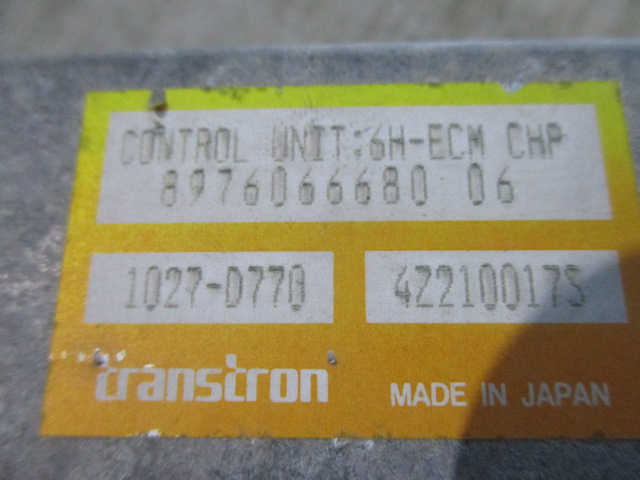 CONTROL UNIT:6H-ECM CHP
8976066680 06
1027-D770 4Z210017S
transtron MADE IN JAPAN